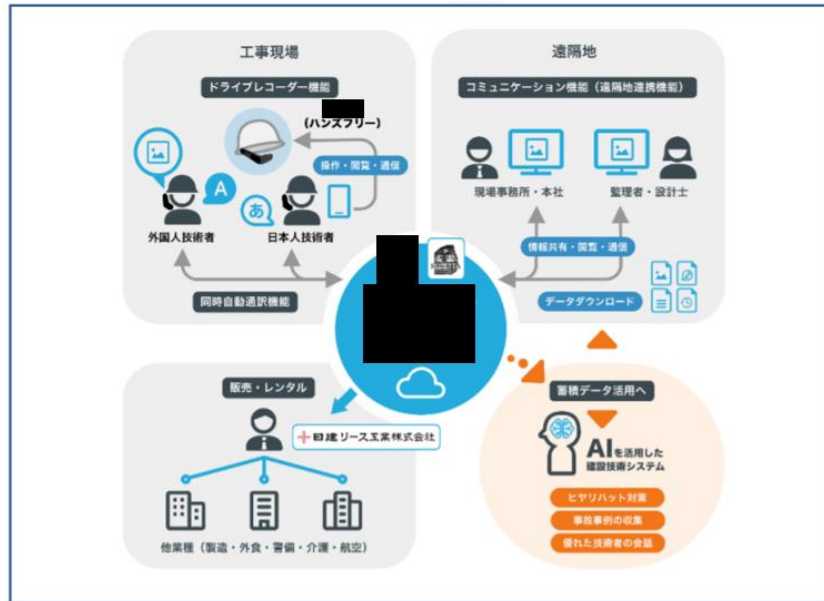 工事現場
ドライブレコーダー機能
(ハンズフリー)
操作・閲覧・通信
A
あ
外国人技術者
日本人技術者
同時自動通訳機能
遠隔地
コミュニケーション機能(遠隔地連携機能)
現場事務所・本社
監理者・設計士
情報共有・閲覧・通信
データダウンロード
販売・レンタル
日建リース工業株式会社
他業種(製造・外食・警備・介護・航空)
蓄積データ活用へ
AIを活用した
建設技術システム
ヒヤリハット対策
事故事例の収集
優れた技術者の会話